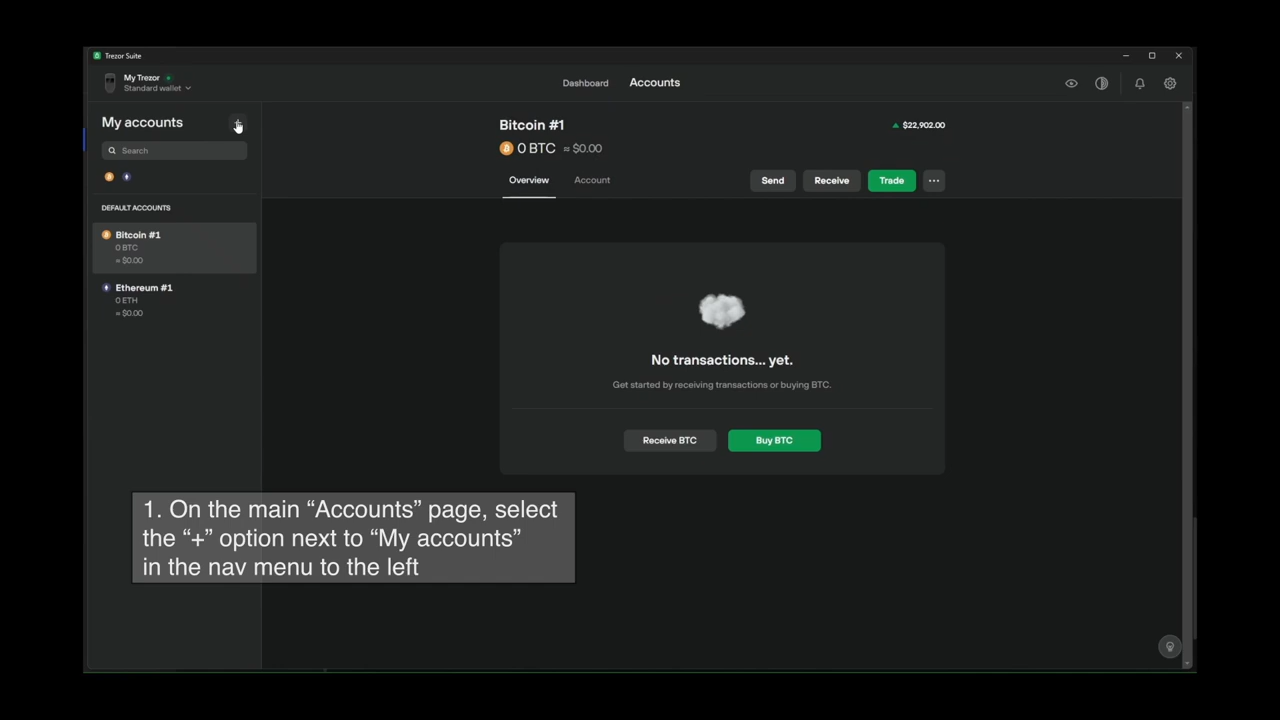 Trezor Suite
My Trezor
Standard wallet
Dashboard
Accounts
My accounts
Search
DEFAULT ACCOUNTS
Bitcoin #1
0 BTC
≈ $0.00
Ethereum #1
0 ETH
≈ $0.00
Bitcoin #1
$22,902.00
0 BTC ≈ $0.00
Overview
Account
Send
Receive
Trade
No transactions... yet.
Get started by receiving transactions or buying BTC.
Receive BTC
Buy BTC
1. On the main “Accounts” page, select
the “+” option next to “My accounts”
in the nav menu to the left